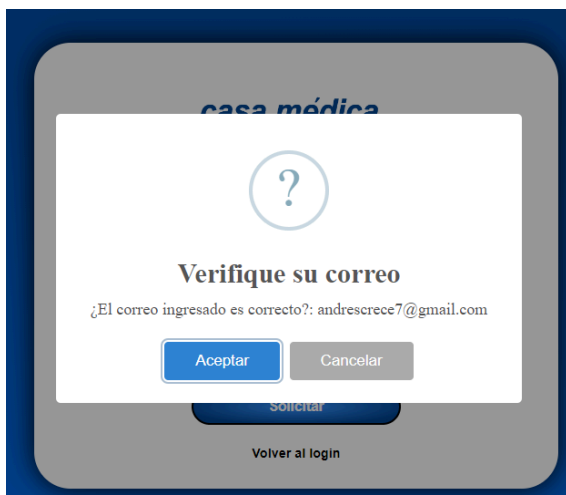 casa médica
?
Verifique su correo
¿El correo ingresado es correcto?: andrescrece7@gmail.com
Aceptar Cancelar
Solicitar
Volver al login